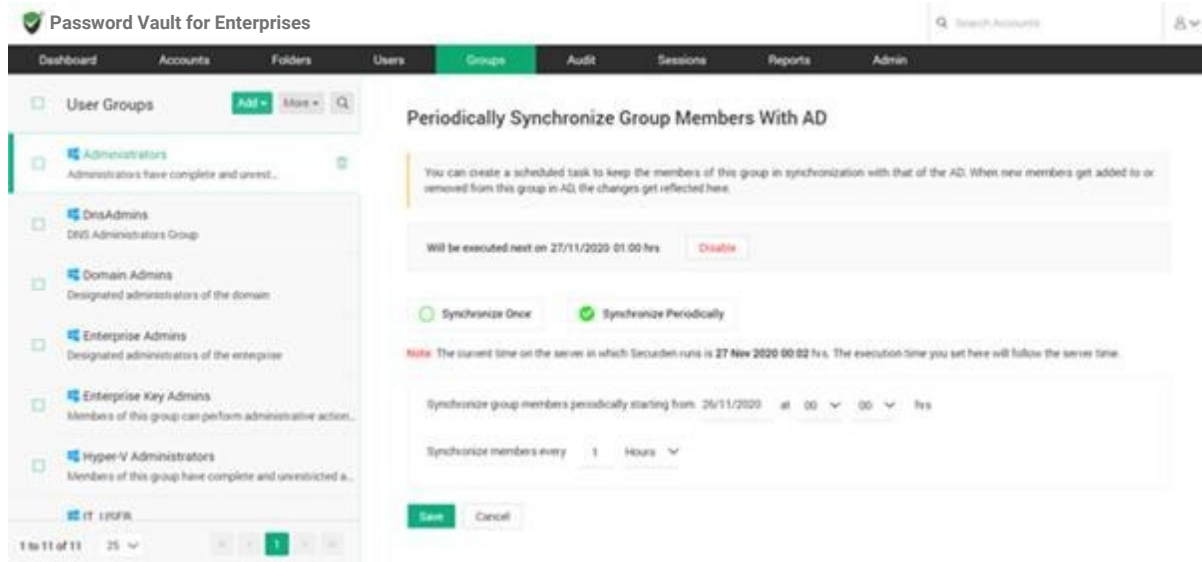 Password Vault for Enterprises
Search Accounts
Dashboard Accounts Folders Users Groups Audit Sessions Reports Admin
User Groups Add More
Administrators
Administrators have complete and unrest...
DnsAdmins
DNS Administrators Group
Domain Admins
Designated administrators of the domain
Enterprise Admins
Designated administrators of the enterprise
Enterprise Key Admins
Members of this group can perform administrative action...
Hyper-V Administrators
Members of this group have complete and unrestricted a...
IT_USER
1 to 11 of 11 25 1
Periodically Synchronize Group Members With AD
You can create a scheduled task to keep the members of this group in synchronization with that of the AD. When new members get added to or
removed from this group in AD, the changes get reflected here.
Will be executed next on 27/11/2020 01:00 hrs Disable
Synchronize Once Synchronize Periodically
Note: The current time on the server in which Securden runs is 27 Nov 2020 00:02 hrs. The execution time you set here will follow the server time.
Synchronize group members periodically starting from 26/11/2020 at 00 00 hrs
Synchronize members every 1 Hours
Save Cancel